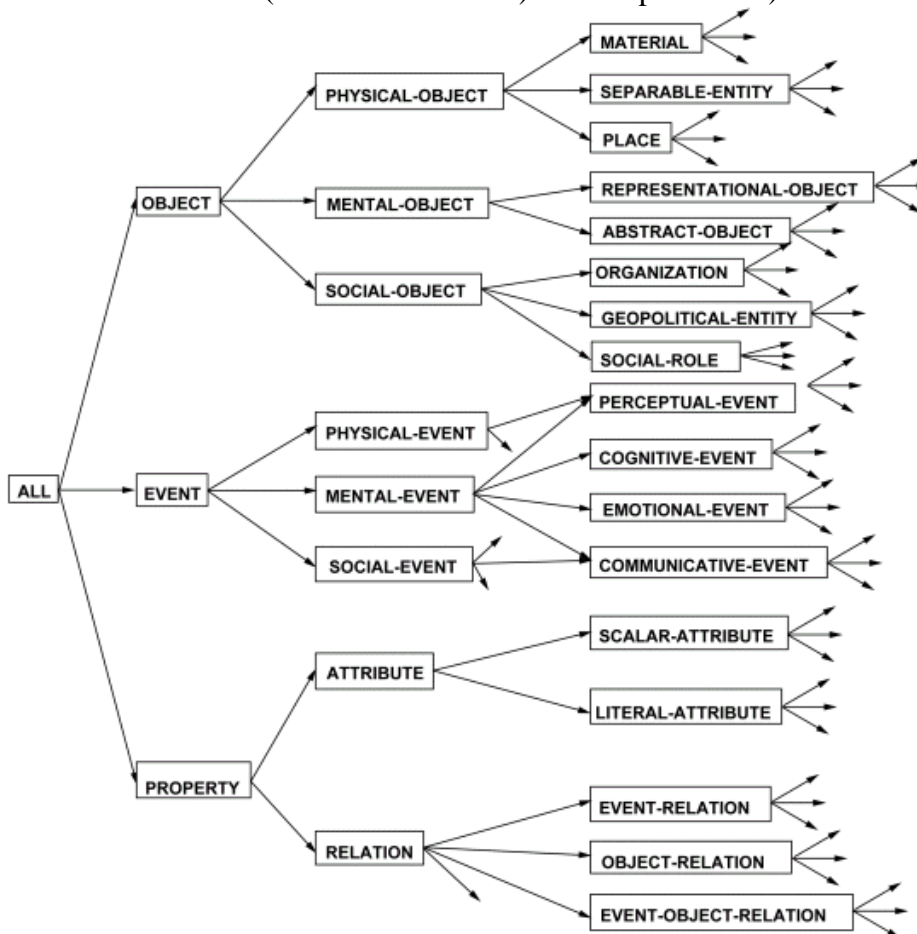 MATERIAL
PHYSICAL-OBJECT
SEPARABLE-ENTITY
PLACE
OBJECT
MENTAL-OBJECT
REPRESENTATIONAL-OBJECT
ABSTRACT-OBJECT
SOCIAL-OBJECT
ORGANIZATION
GEOPOLITICAL-ENTITY
SOCIAL-ROLE
PHYSICAL-EVENT
PERCEPTUAL-EVENT
ALL
EVENT
MENTAL-EVENT
COGNITIVE-EVENT
EMOTIONAL-EVENT
SOCIAL-EVENT
COMMUNICATIVE-EVENT
ATTRIBUTE
SCALAR-ATTRIBUTE
LITERAL-ATTRIBUTE
PROPERTY
RELATION
EVENT-RELATION
OBJECT-RELATION
EVENT-OBJECT-RELATION